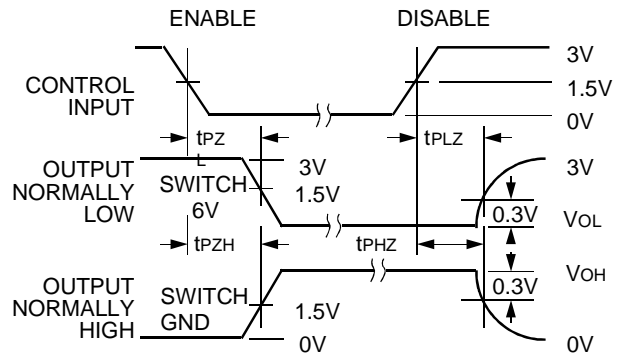 ENABLE
DISABLE
CONTROL
INPUT
3V
1.5V
0V
tPZ
L
tPLZ
OUTPUT
NORMALLY
LOW
SWITCH
6V
3V
1.5V
3V
0.3V
VOL
tPZH
tPHZ
OUTPUT
NORMALLY
HIGH
SWITCH
GND
1.5V
0V
VOH
0.3V
0V